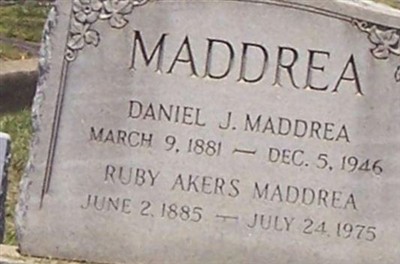 MADDREA
DANIEL J. MADDREA
MARCH 9, 1881 — DEC. 5, 1946
RUBY AKERS MADDREA
JUNE 2, 1885 — JULY 24, 1975